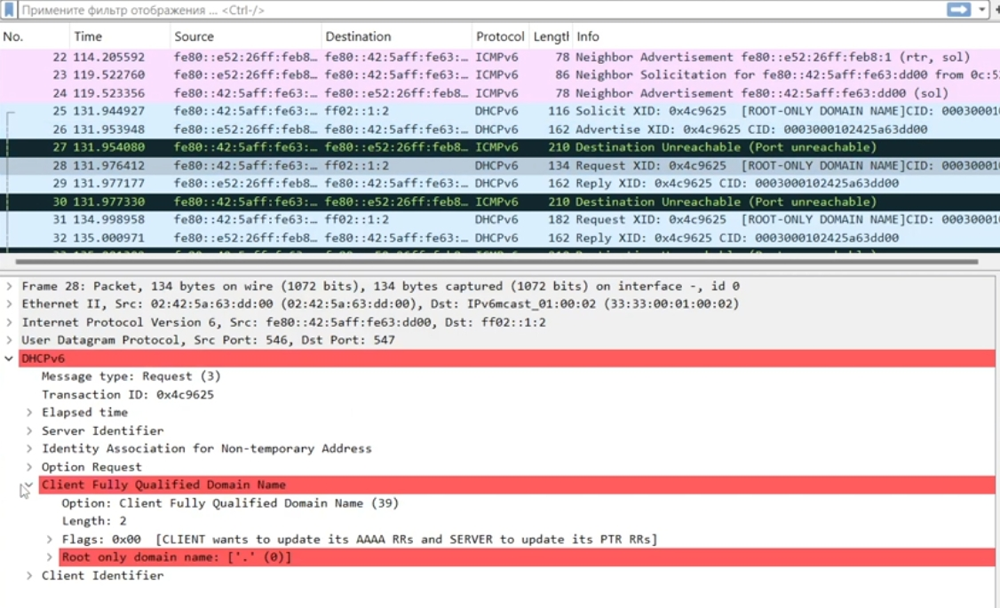 Примените фильтр отображения ... <Ctrl-/>
No. Time Source Destination Protocol Lengtl Info
22 114.205592 fe80::e52:26ff:feb8… fe80::42:5aff:fe63:… ICMPv6 78 Neighbor Advertisement fe80::e52:26ff:feb8:1 (rtr, sol)
23 119.522760 fe80::e52:26ff:feb8… fe80::42:5aff:fe63:… ICMPv6 86 Neighbor Solicitation for fe80::42:5aff:fe63:dd00 from 0c:5
24 119.523356 fe80::42:5aff:fe63:… fe80::e52:26ff:feb8… ICMPv6 78 Neighbor Advertisement fe80::42:5aff:fe63:dd00 (sol)
25 131.944927 fe80::42:5aff:fe63:… ff02::1:2 DHCPv6 116 Solicit XID: 0x4c9625 [ROOT-ONLY DOMAIN NAME]CID: 000300010
26 131.953948 fe80::e52:26ff:feb8… fe80::42:5aff:fe63:… DHCPv6 162 Advertise XID: 0x4c9625 CID: 0003000102425a63dd00
27 131.954080 fe80::42:5aff:fe63:… fe80::e52:26ff:feb8… ICMPv6 210 Destination Unreachable (Port unreachable)
28 131.976412 fe80::42:5aff:fe63:… ff02::1:2 DHCPv6 134 Request XID: 0x4c9625 [ROOT-ONLY DOMAIN NAME]CID: 000300010
29 131.977177 fe80::e52:26ff:feb8… fe80::42:5aff:fe63:… DHCPv6 162 Reply XID: 0x4c9625 CID: 0003000102425a63dd00
30 131.977330 fe80::42:5aff:fe63:… fe80::e52:26ff:feb8… ICMPv6 210 Destination Unreachable (Port unreachable)
31 134.998958 fe80::42:5aff:fe63:… ff02::1:2 DHCPv6 182 Request XID: 0x4c9625 [ROOT-ONLY DOMAIN NAME]CID: 000300010
32 135.000971 fe80::e52:26ff:feb8… fe80::42:5aff:fe63:… DHCPv6 162 Reply XID: 0x4c9625 CID: 0003000102425a63dd00
Frame 28: Packet, 134 bytes on wire (1072 bits), 134 bytes captured (1072 bits) on interface -, id 0
Ethernet II, Src: 02:42:5a:63:dd:00 (02:42:5a:63:dd:00), Dst: IPv6mcast_01:00:02 (33:33:00:01:00:02)
Internet Protocol Version 6, Src: fe80::42:5aff:fe63:dd00, Dst: ff02::1:2
User Datagram Protocol, Src Port: 546, Dst Port: 547
DHCPv6
Message type: Request (3)
Transaction ID: 0x4c9625
Elapsed time
Server Identifier
Identity Association for Non-temporary Address
Option Request
Client Fully Qualified Domain Name
Option: Client Fully Qualified Domain Name (39)
Length: 2
Flags: 0x00 [CLIENT wants to update its AAAA RRs and SERVER to update its PTR RRs]
Root only domain name: ['.' (0)]
Client Identifier